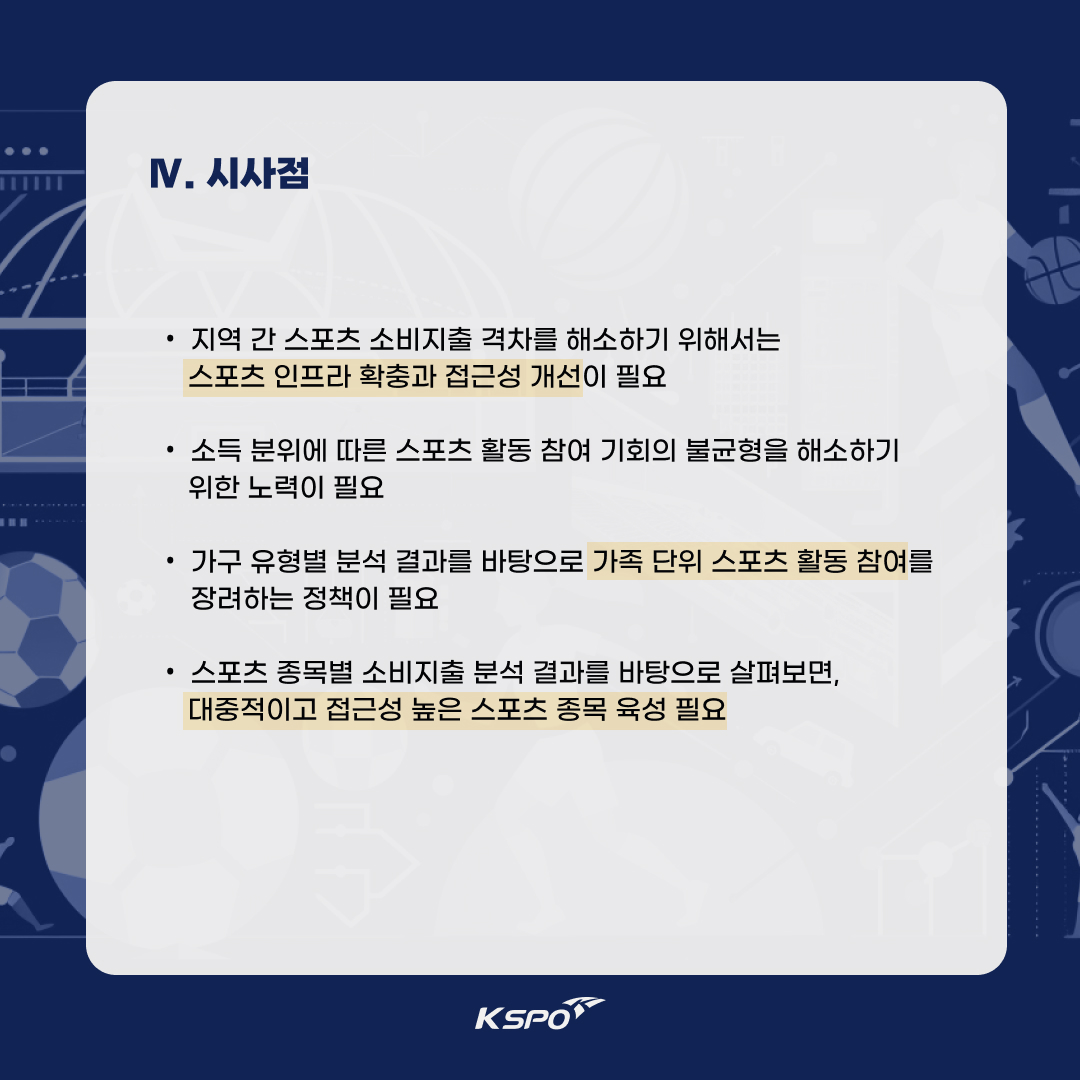 Ⅳ. 시사점
• 지역 간 스포츠 소비지출 격차를 해소하기 위해서는
스포츠 인프라 확충과 접근성 개선이 필요
• 소득 분위에 따른 스포츠 활동 참여 기회의 불균형을 해소하기
위한 노력이 필요
• 가구 유형별 분석 결과를 바탕으로 가족 단위 스포츠 활동 참여를
장려하는 정책이 필요
• 스포츠 종목별 소비지출 분석 결과를 바탕으로 살펴보면,
대중적이고 접근성 높은 스포츠 종목 육성 필요
KSPO